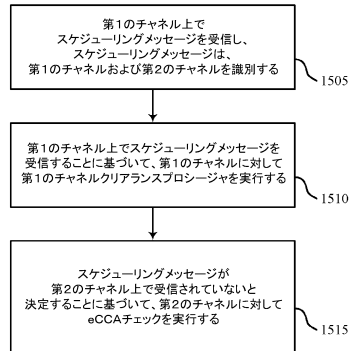 第1のチャネル上で
スケジューリングメッセージを受信し、
スケジューリングメッセージは、
第1のチャネルおよび第2のチャネルを識別する
1505
第1のチャネル上でスケジューリングメッセージを
受信することに基づいて、第1のチャネルに対して
第1のチャネルクリアランスプロシージャを実行する
1510
スケジューリングメッセージが
第2のチャネル上で受信されていないと
決定することに基づいて、第2のチャネルに対して
eCCAチェックを実行する
1515